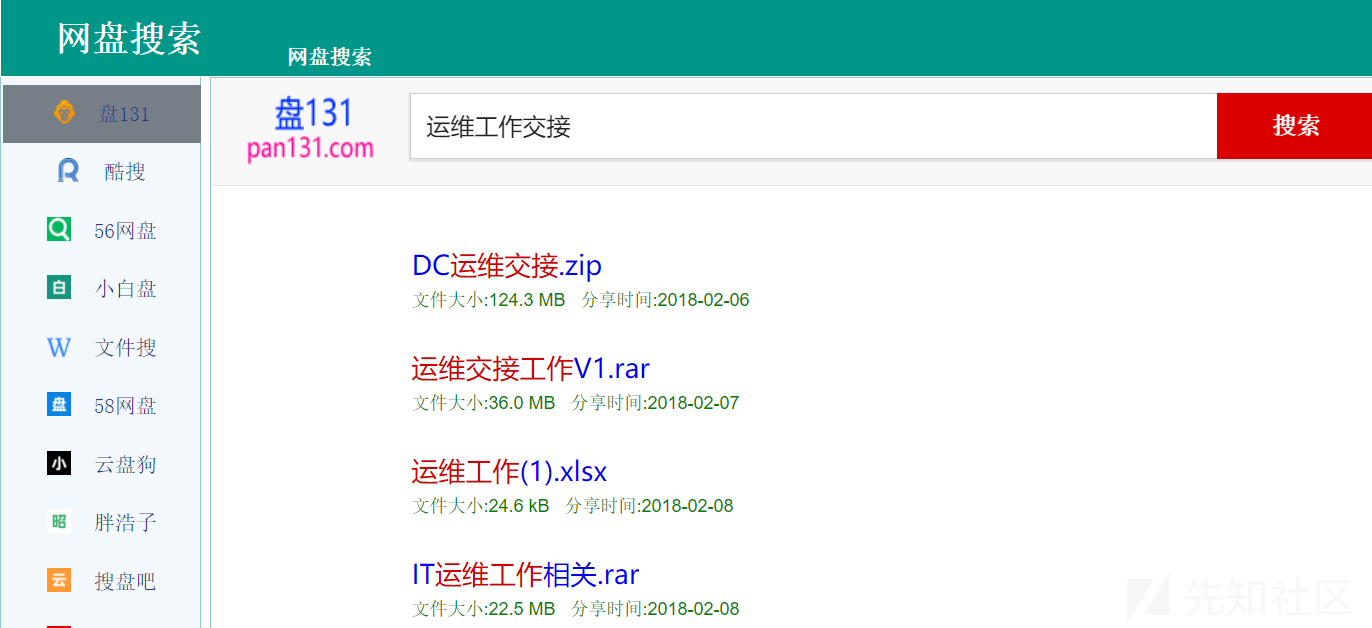 网盘搜索
网盘搜索
盘131
酷搜
56网盘
白
小白盘
W
文件搜
盘
58网盘
小
云盘狗
昭
胖浩子
云
搜盘吧
盘131
pan131.com
运维工作交接
搜索
DC运维交接.zip
文件大小:124.3 MB 分享时间:2018-02-06
运维交接工作V1.rar
文件大小:36.0 MB 分享时间:2018-02-07
运维工作(1).xlsx
文件大小:24.6 kB 分享时间:2018-02-08
IT运维工作相关.rar
文件大小:22.5 MB 分享时间:2018-02-08
先知社区